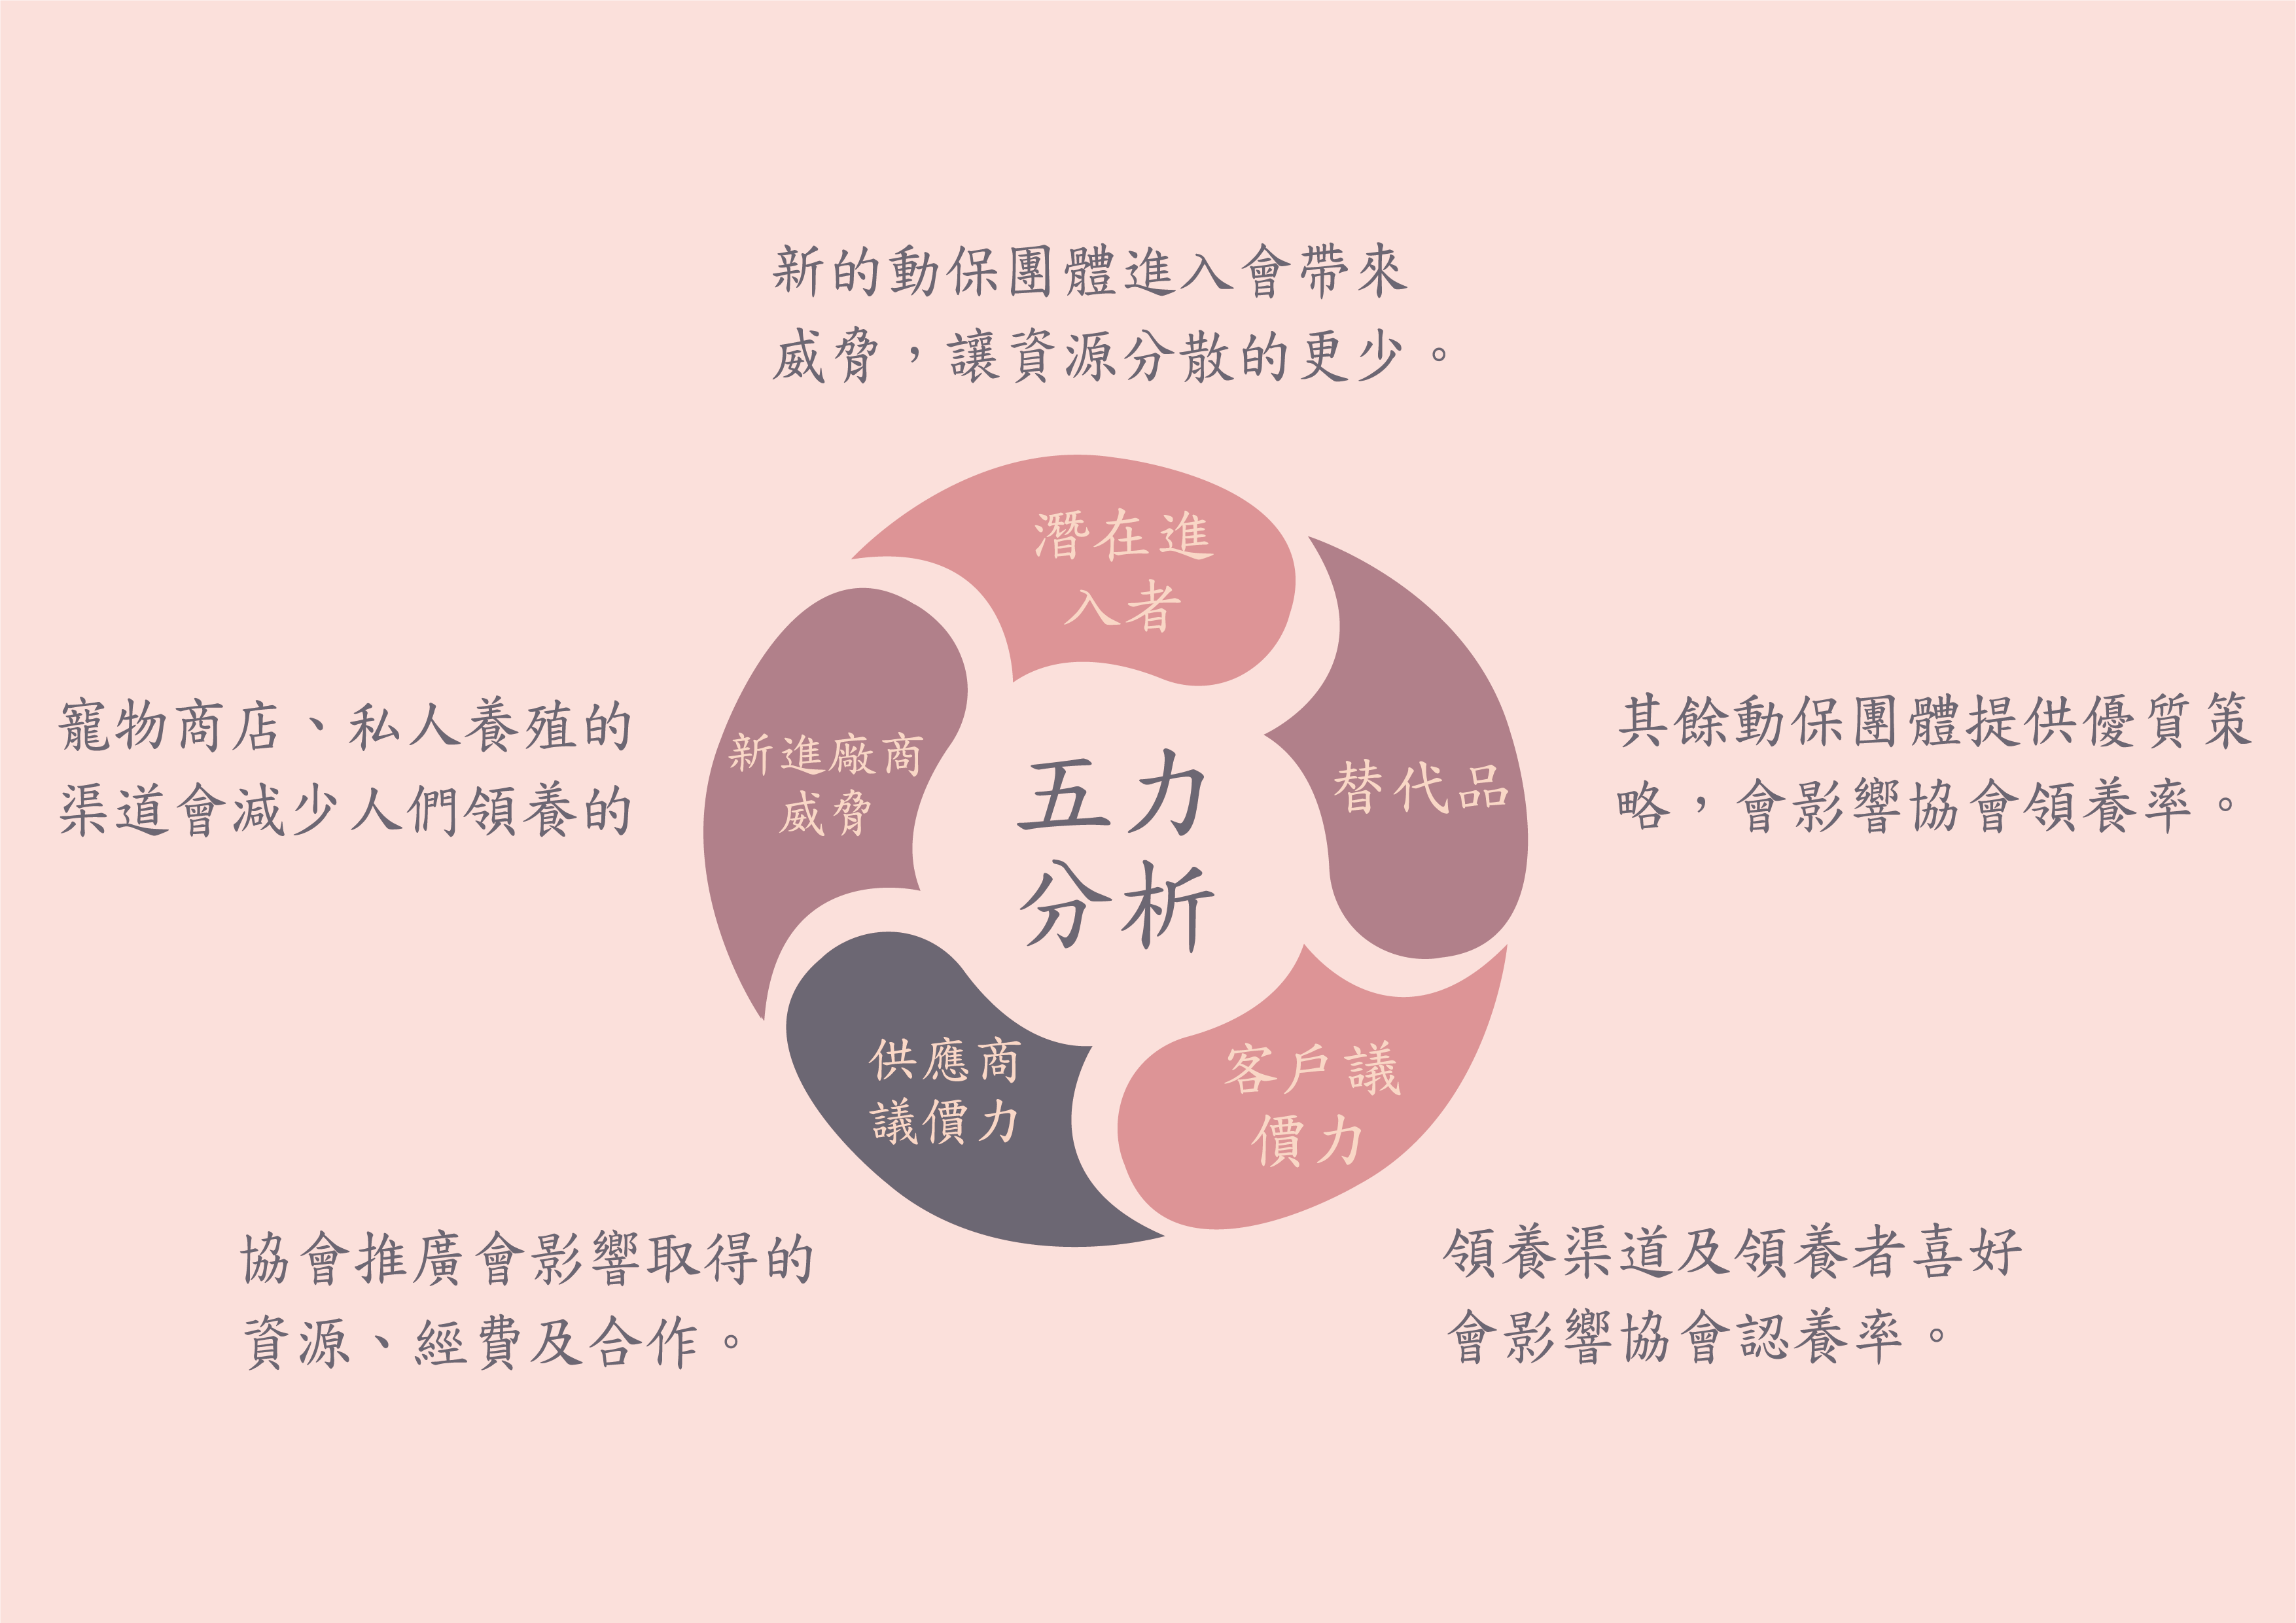 新的動保團體進入會帶來
威脅，讓資源分散的更少。
潛在進
入者
寵物商店、私人養殖的
渠道會減少人們領養的
新進廠商
威脅
五力
分析
替代品
其餘動保團體提供優質策
略，會影響協會領養率。
供應商
議價力
客戶議
價力
協會推廣會影響取得的
資源、經費及合作。
領養渠道及領養者喜好
會影響協會認養率。